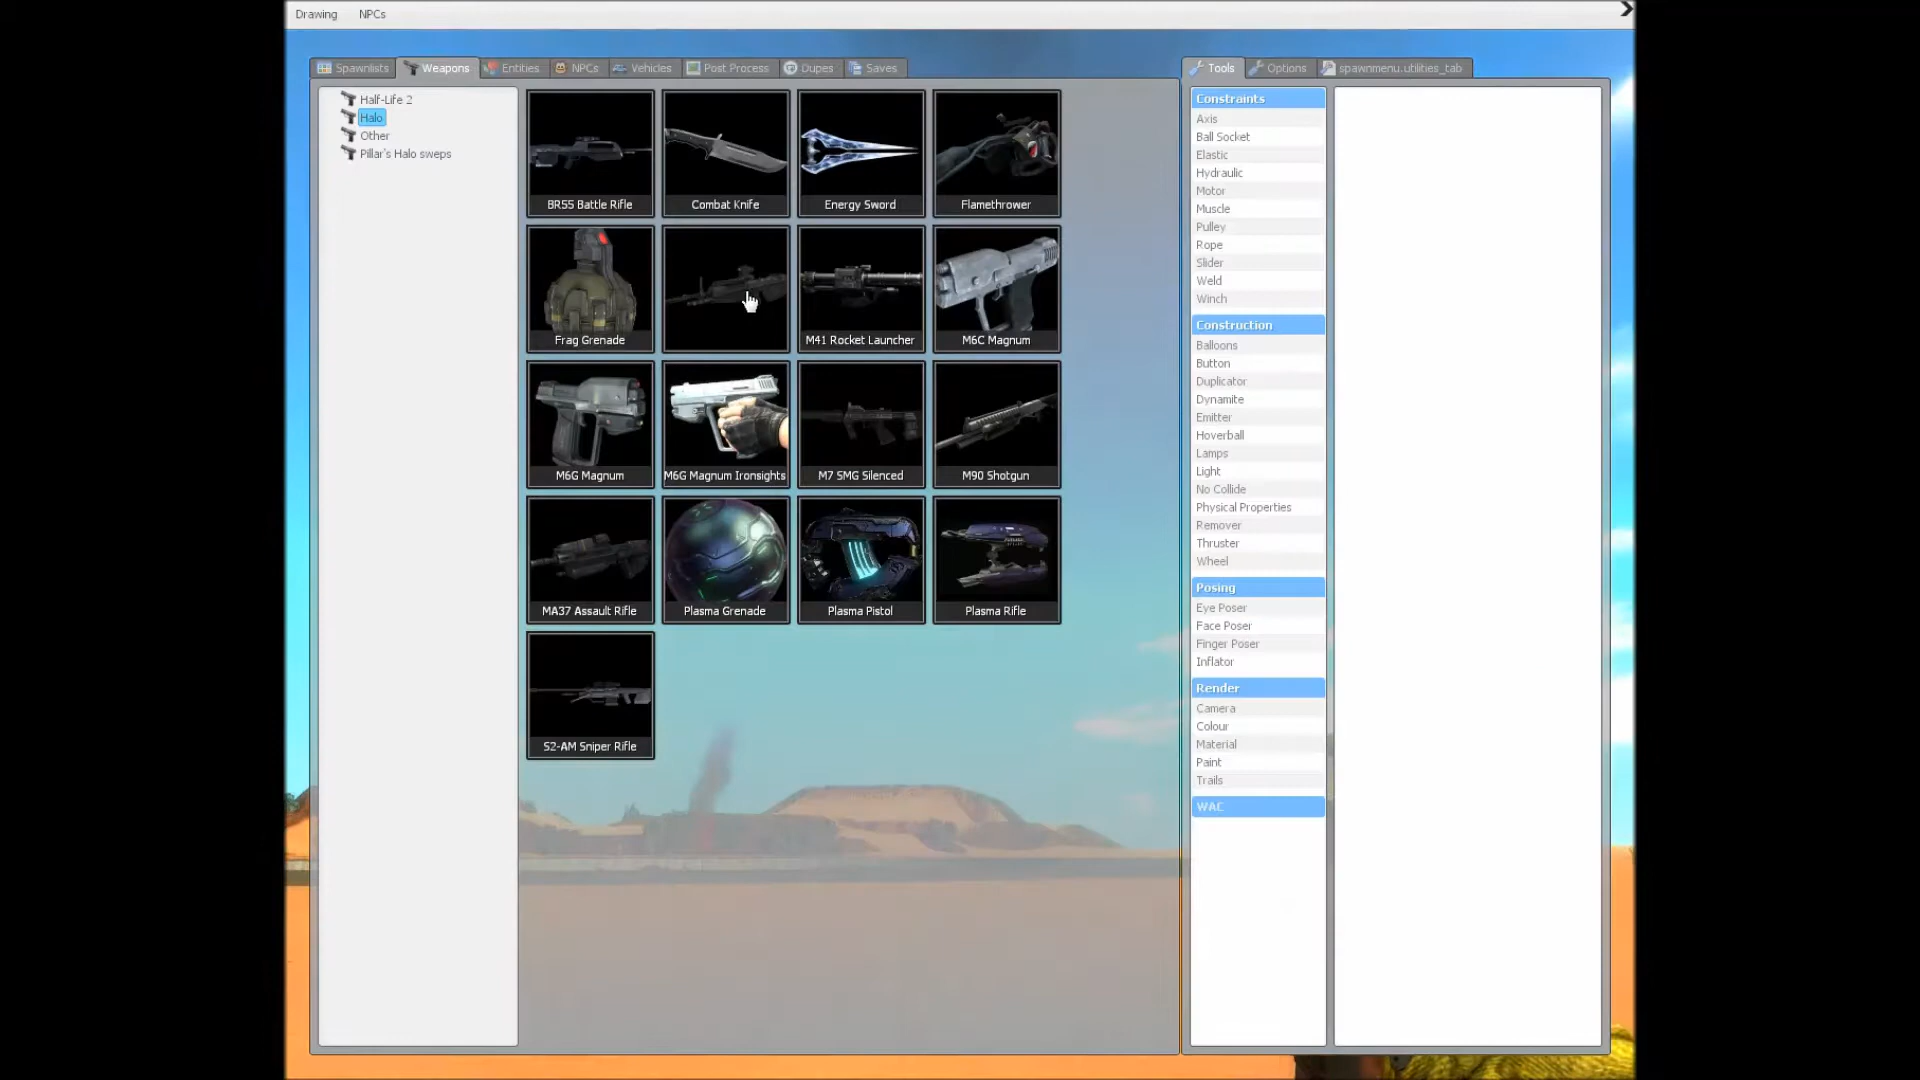 Drawing NPCs
Spawnlists Weapons Entities NPCs Vehicles Post Process Dupes Saves
Half-Life 2
Halo
Other
Pillar's Halo sweps
BR55 Battle Rifle Combat Knife Energy Sword Flamethrower
Frag Grenade M41 Rocket Launcher M6C Magnum
M6G Magnum M6G Magnum Ironsights M7 SMG Silenced M90 Shotgun
MA37 Assault Rifle Plasma Grenade Plasma Pistol Plasma Rifle
S2-AM Sniper Rifle
Tools Options spawnmenu.utilities_tab
Constraints
Axis
Ball Socket
Elastic
Hydraulic
Motor
Muscle
Pulley
Rope
Slider
Weld
Winch
Construction
Balloons
Button
Duplicator
Dynamite
Emitter
Hoverball
Lamps
Light
No Collide
Physical Properties
Remover
Thruster
Wheel
Posing
Eye Poser
Face Poser
Finger Poser
Inflator
Render
Camera
Colour
Material
Paint
Trails
WAC